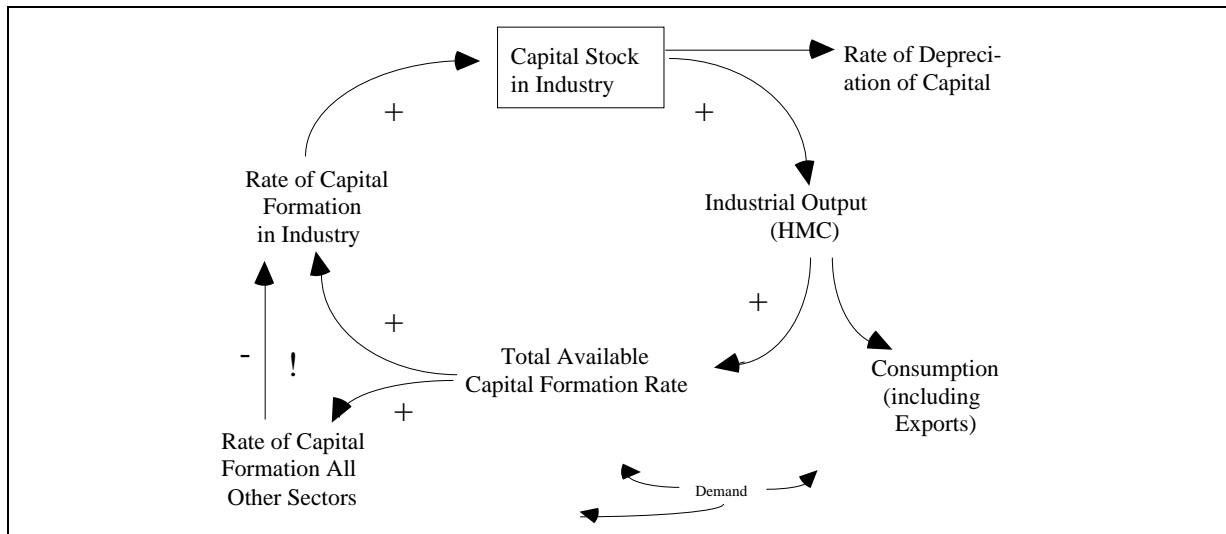 Capital Stock
in Industry
Rate of Depreci-
ation of Capital
+
+
Rate of Capital
Formation
in Industry
Industrial Output
(HMC)
+
+
- !
Total Available
Capital Formation Rate
Consumption
(including
Exports)
+
Rate of Capital
Formation All
Other Sectors
Demand